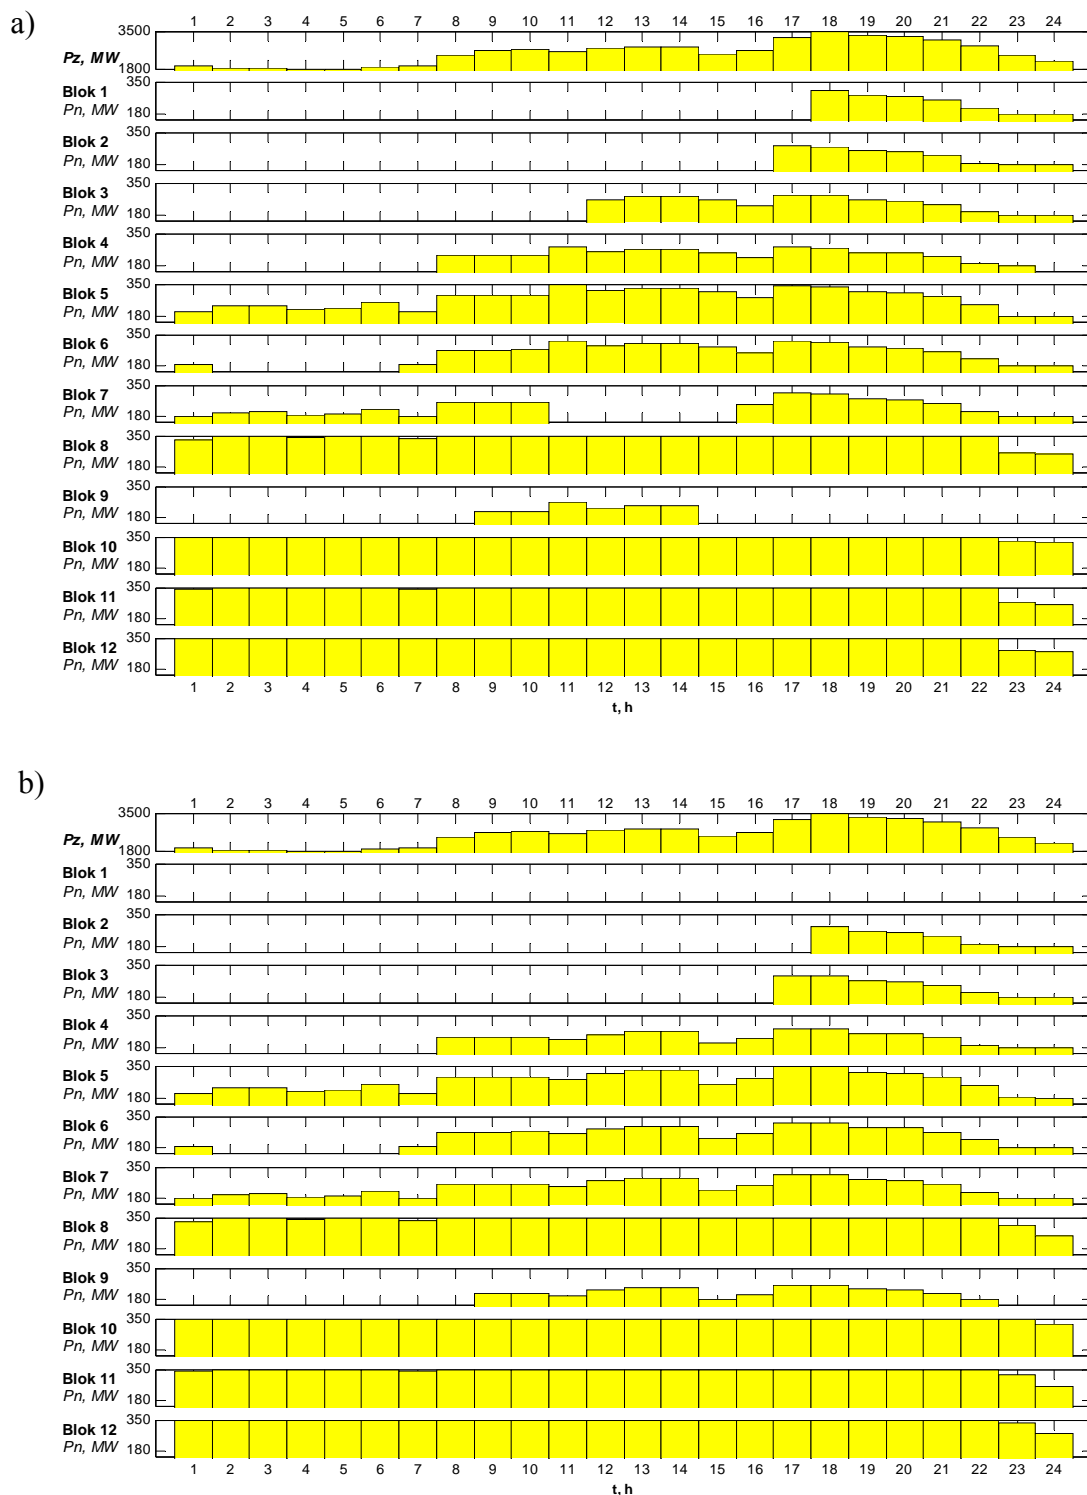 a)
1 2 3 4 5 6 7 8 9 10 11 12 13 14 15 16 17 18 19 20 21 22 23 24
3500
Pz, MW
1800
Blok 1 350
Pn, MW 180
Blok 2 350
Pn, MW 180
Blok 3 350
Pn, MW 180
Blok 4 350
Pn, MW 180
Blok 5 350
Pn, MW 180
Blok 6 350
Pn, MW 180
Blok 7 350
Pn, MW 180
Blok 8 350
Pn, MW 180
Blok 9 350
Pn, MW 180
Blok 10 350
Pn, MW 180
Blok 11 350
Pn, MW 180
Blok 12 350
Pn, MW 180
1 2 3 4 5 6 7 8 9 10 11 12 13 14 15 16 17 18 19 20 21 22 23 24
t, h
b)
1 2 3 4 5 6 7 8 9 10 11 12 13 14 15 16 17 18 19 20 21 22 23 24
3500
Pz, MW
1800
Blok 1 350
Pn, MW 180
Blok 2 350
Pn, MW 180
Blok 3 350
Pn, MW 180
Blok 4 350
Pn, MW 180
Blok 5 350
Pn, MW 180
Blok 6 350
Pn, MW 180
Blok 7 350
Pn, MW 180
Blok 8 350
Pn, MW 180
Blok 9 350
Pn, MW 180
Blok 10 350
Pn, MW 180
Blok 11 350
Pn, MW 180
Blok 12 350
Pn, MW 180
1 2 3 4 5 6 7 8 9 10 11 12 13 14 15 16 17 18 19 20 21 22 23 24
t, h